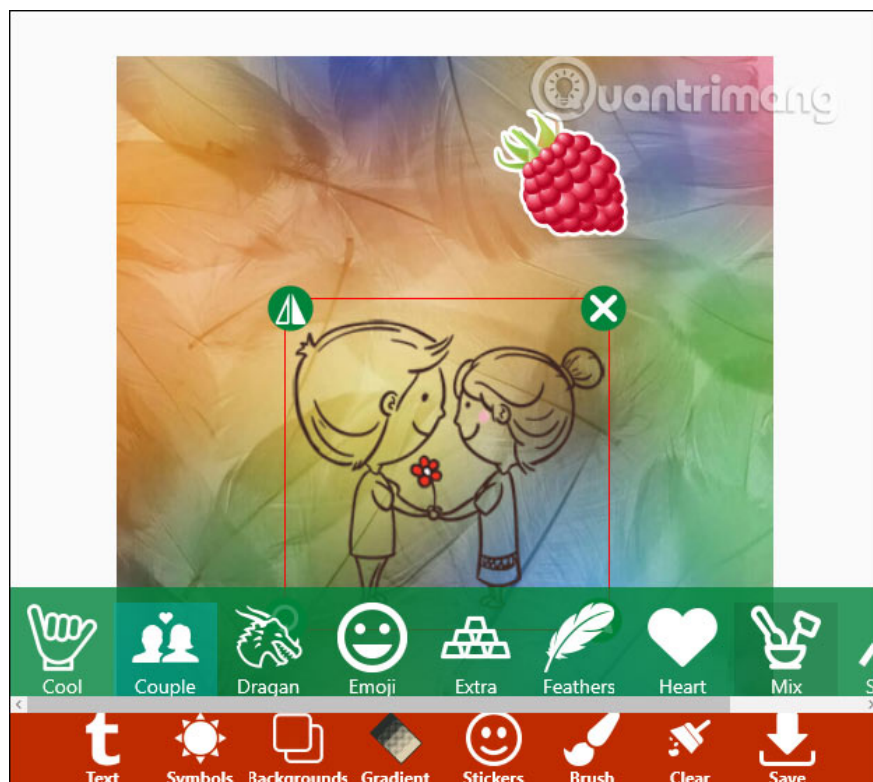 Quantrimang
Cool Couple Dragan Emoji Extra Feathers Heart Mix S
Text Symbols Backgrounds Gradient Stickers Brush Clear Save